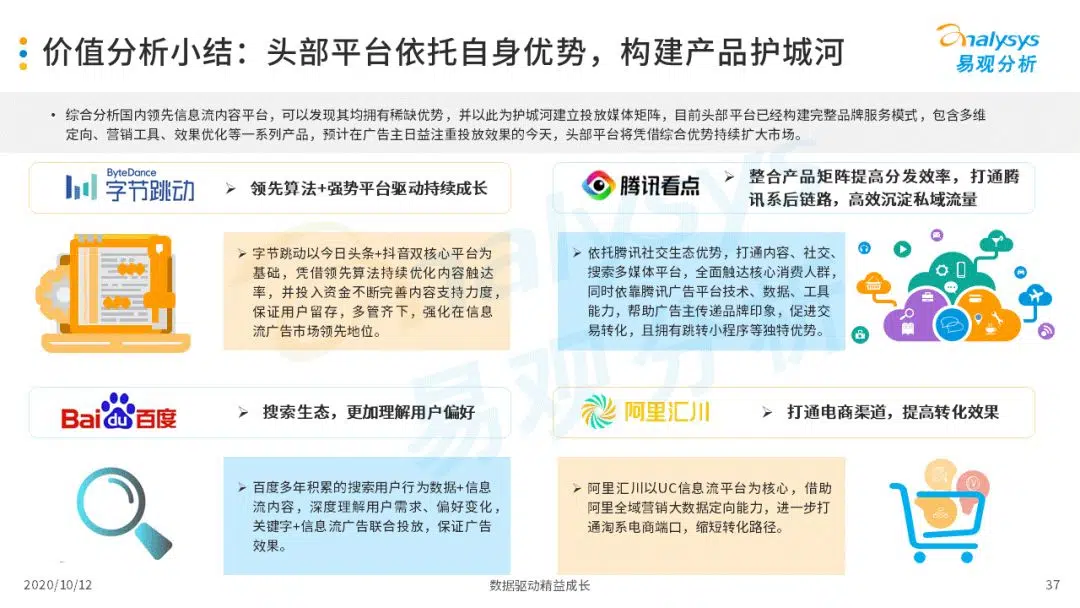 价值分析小结：头部平台依托自身优势，构建产品护城河
analysys
易观分析
• 综合分析国内领先信息流内容平台，可以发现其均拥有稀缺优势，并以此为护城河建立投放媒体矩阵，目前头部平台已经构建完整品牌服务模式，包含多维
定向、营销工具、效果优化等一系列产品，预计在广告主日益注重投放效果的今天，头部平台将凭借综合优势持续扩大市场。
ByteDance
字节跳动
➢ 领先算法+强势平台驱动持续成长
➢ 字节跳动以今日头条+抖音双核心平台为
基础，凭借领先算法持续优化内容触达
率，并投入资金不断完善内容支持力度，
保证用户留存，多管齐下，强化在信息
流广告市场领先地位。
腾讯看点
➢ 整合产品矩阵提高分发效率，打通腾
讯系后链路，高效沉淀私域流量
➢ 依托腾讯社交生态优势，打通内容、社交、
搜索多媒体平台，全面触达核心消费人群，
同时依靠腾讯广告平台技术、数据、工具
能力，帮助广告主传递品牌印象，促进交
易转化，且拥有跳转小程序等独特优势。
Bai du 百度
➢ 搜索生态，更加理解用户偏好
➢ 百度多年积累的搜索用户行为数据+信息
流内容，深度理解用户需求、偏好变化，
关键字+信息流广告联合投放，保证广告
效果。
阿里汇川
➢ 打通电商渠道，提高转化效果
➢ 阿里汇川以UC信息流平台为核心，借助
阿里全域营销大数据定向能力，进一步打
通淘系电商端口，缩短转化路径。
2020/10/12
数据驱动精益成长
37
analysys
易观分析